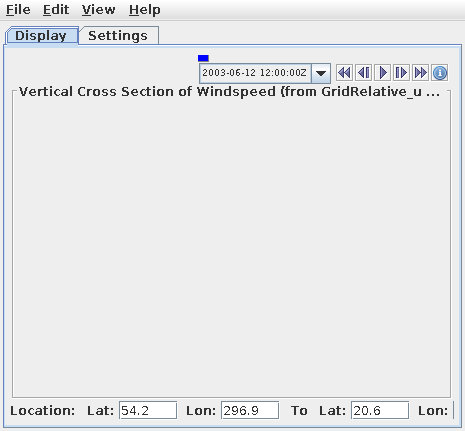 File Edit View Help
Display Settings
2003-06-12 12:00:00Z
Vertical Cross Section of Windspeed (from GridRelative_u ...
Location: Lat: 54.2 Lon: 296.9 To Lat: 20.6 Lon: